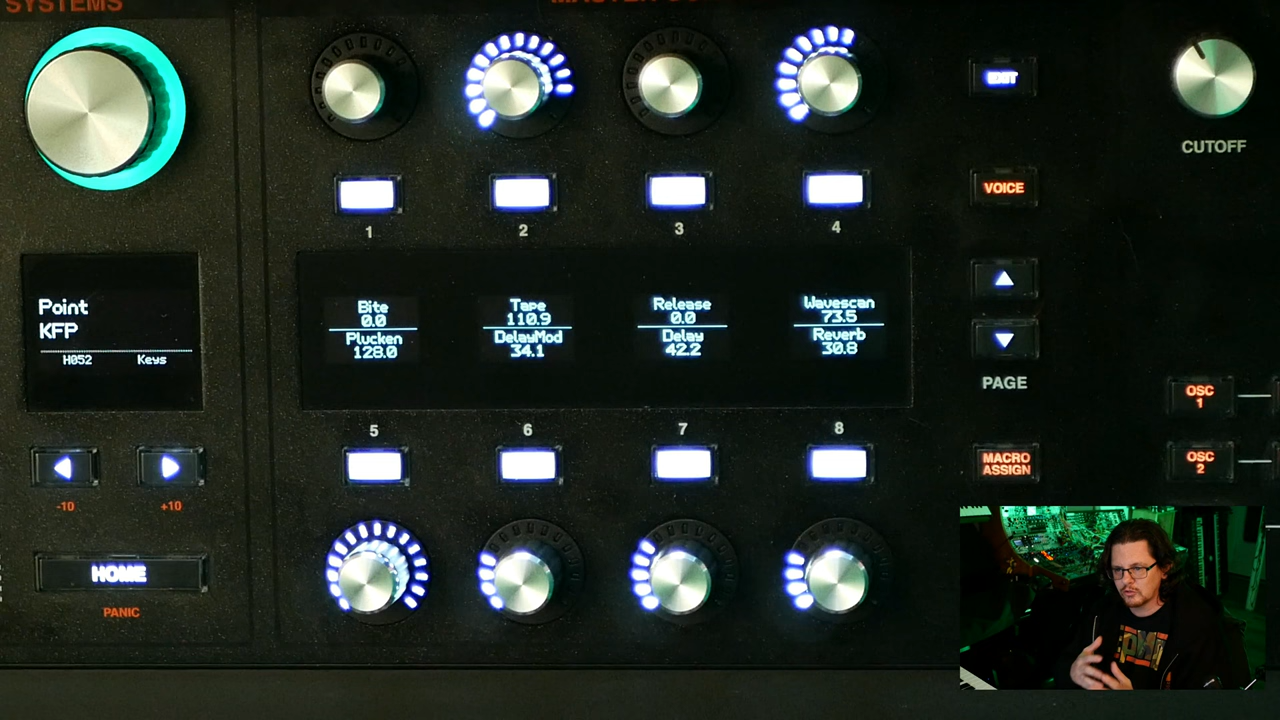 SYSTEMS
EXIT
CUTOFF
VOICE
1
2
3
4
Point
KFP
H052 Keys
Bite
0.0
Plucken
128.0
Tape
110.9
DelayMod
34.1
Release
0.0
Delay
42.2
Wavescan
73.5
Reverb
30.8
PAGE
OSC
1
5
6
7
8
MACRO
ASSIGN
OSC
2
-10
+10
HOME
PANIC